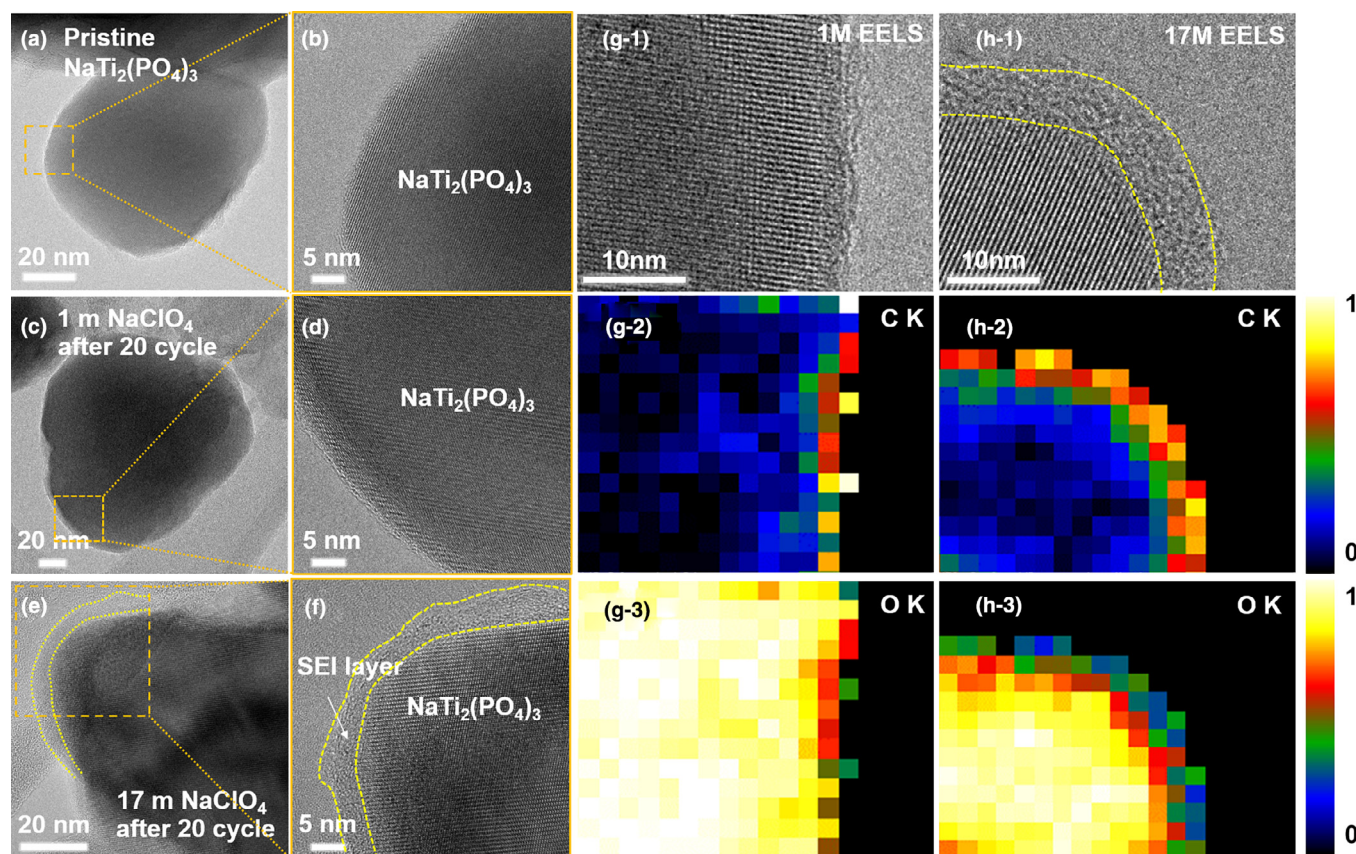 (a) Pristine
NaTi₂(PO₄)₃
20 nm
(b)
NaTi₂(PO₄)₃
5 nm
(g-1)
1M EELS
10nm
(h-1)
17M EELS
10nm
(c) 1 m NaClO₄
after 20 cycle
20 nm
(d)
NaTi₂(PO₄)₃
5 nm
(g-2)
C K
(h-2)
C K
1
0
(e)
17 m NaClO₄
after 20 cycle
20 nm
(f)
SEI layer
NaTi₂(PO₄)₃
5 nm
(g-3)
O K
(h-3)
O K
1
0